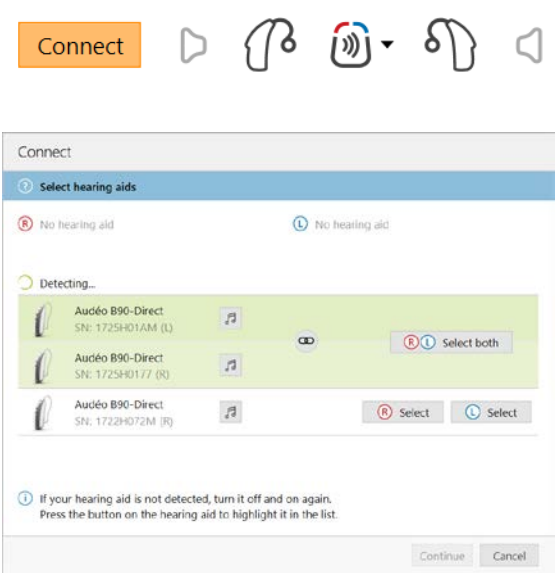 Connect
Connect
? Select hearing aids
R No hearing aid L No hearing aid
Detecting...
Audéo B90-Direct
SN: 1725H01AM (L)
R L Select both
Audéo B90-Direct
SN: 1725H0177 (R)
Audéo B90-Direct
SN: 1722H072M (R)
R Select L Select
i If your hearing aid is not detected, turn it off and on again.
Press the button on the hearing aid to highlight it in the list.
Continue Cancel